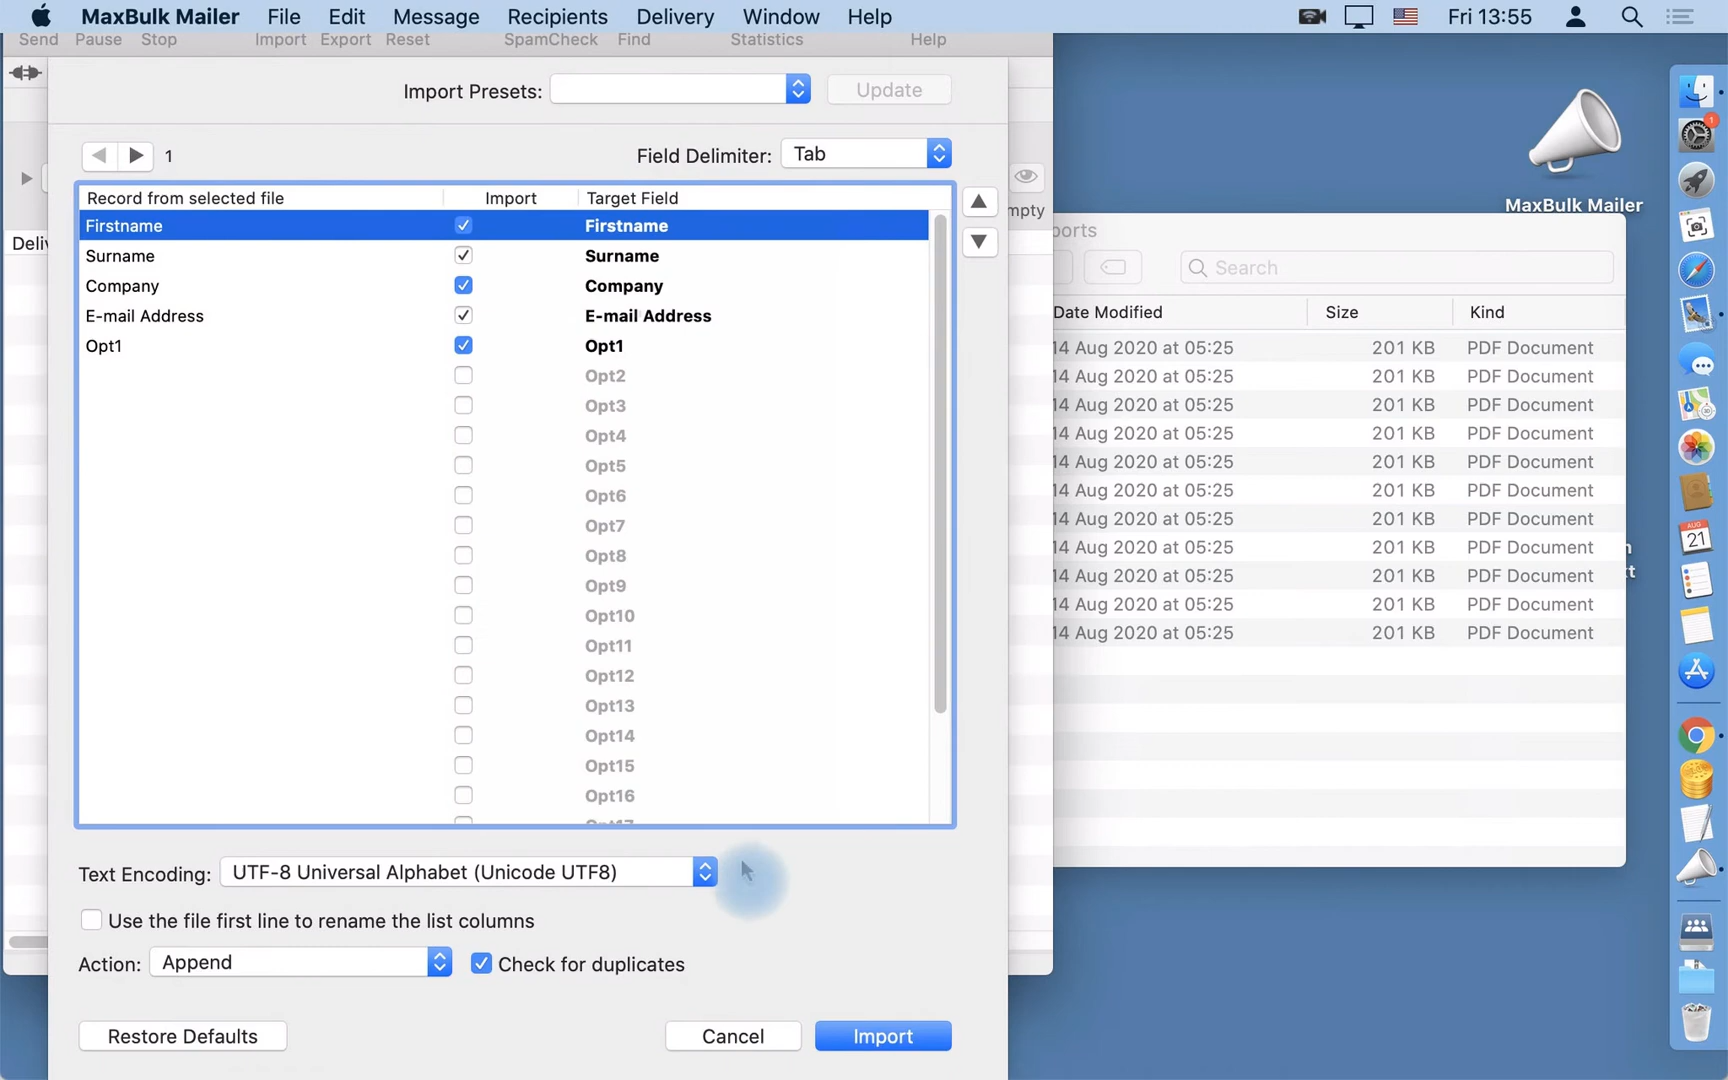 MaxBulk Mailer File Edit Message Recipients Delivery Window Help Fri 13:55
Send Pause Stop Import Export Reset SpamCheck Find Statistics Help
Import Presets: Update
1 Field Delimiter: Tab
Record from selected file Import Target Field
Firstname Firstname
Surname Surname
Company Company
E-mail Address E-mail Address
Opt1 Opt1
Opt2
Opt3
Opt4
Opt5
Opt6
Opt7
Opt8
Opt9
Opt10
Opt11
Opt12
Opt13
Opt14
Opt15
Opt16
Text Encoding: UTF-8 Universal Alphabet (Unicode UTF8)
Use the file first line to rename the list columns
Action: Append Check for duplicates
Restore Defaults Cancel Import
Deliv
mpty
MaxBulk Mailer
ports
Search
Date Modified Size Kind
14 Aug 2020 at 05:25 201 KB PDF Document
14 Aug 2020 at 05:25 201 KB PDF Document
14 Aug 2020 at 05:25 201 KB PDF Document
14 Aug 2020 at 05:25 201 KB PDF Document
14 Aug 2020 at 05:25 201 KB PDF Document
14 Aug 2020 at 05:25 201 KB PDF Document
14 Aug 2020 at 05:25 201 KB PDF Document
14 Aug 2020 at 05:25 201 KB PDF Document
14 Aug 2020 at 05:25 201 KB PDF Document
14 Aug 2020 at 05:25 201 KB PDF Document
14 Aug 2020 at 05:25 201 KB PDF Document
1
AUG
21